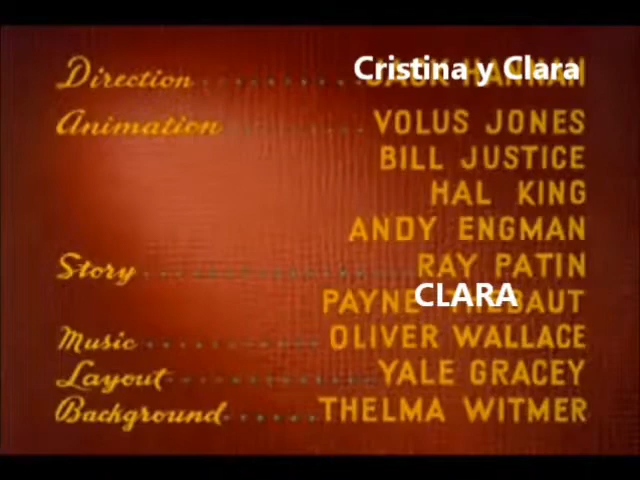 Direction Cristina y Clara
Animation VOLUS JONES
BILL JUSTICE
HAL KING
ANDY ENGMAN
Story RAY PATIN
PAYNE CLARA THIEBAUT
Music OLIVER WALLACE
Layout YALE GRACEY
Background THELMA WITMER